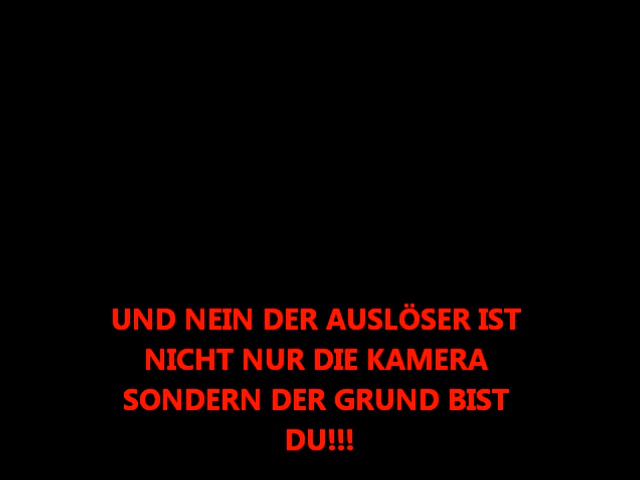 UND NEIN DER AUSLÖSER IST
NICHT NUR DIE KAMERA
SONDERN DER GRUND BIST
DU!!!